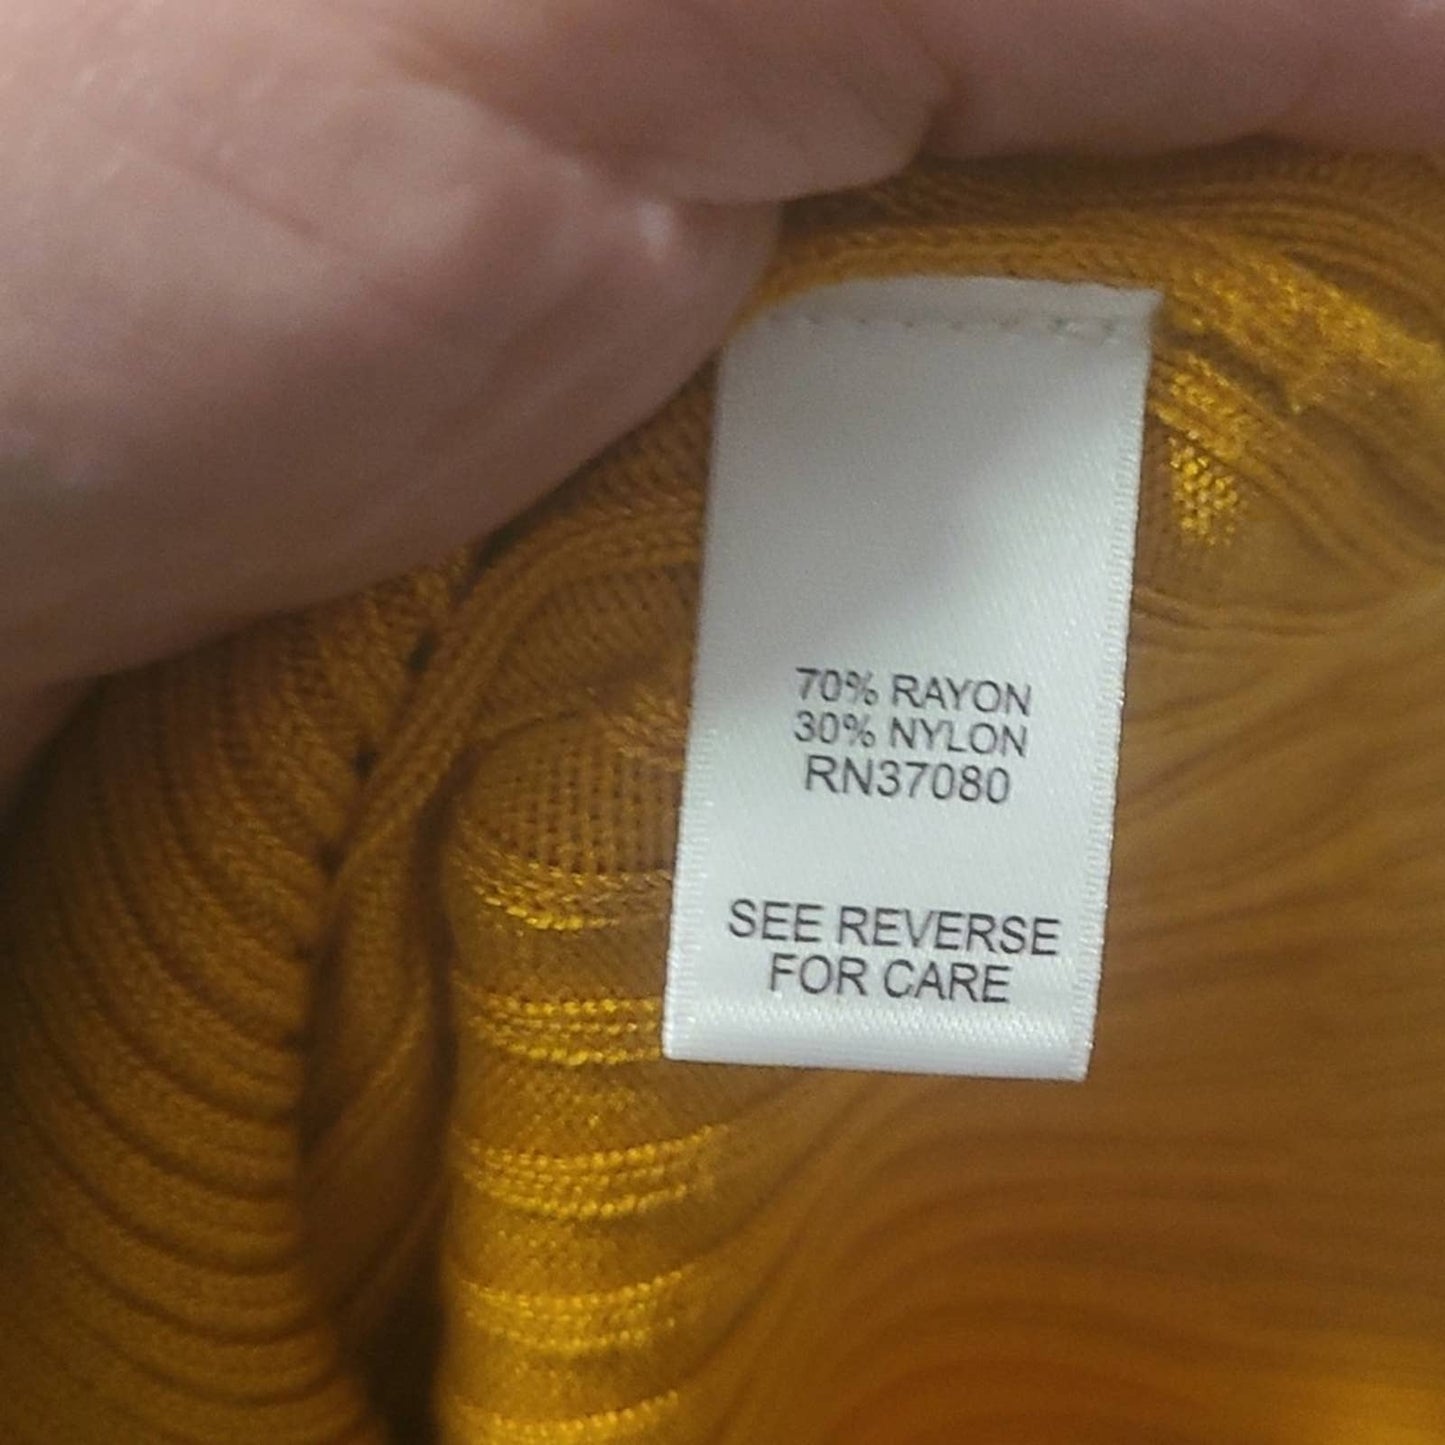 70% RAYON
30% NYLON
RN37080
SEE REVERSE
FOR CARE